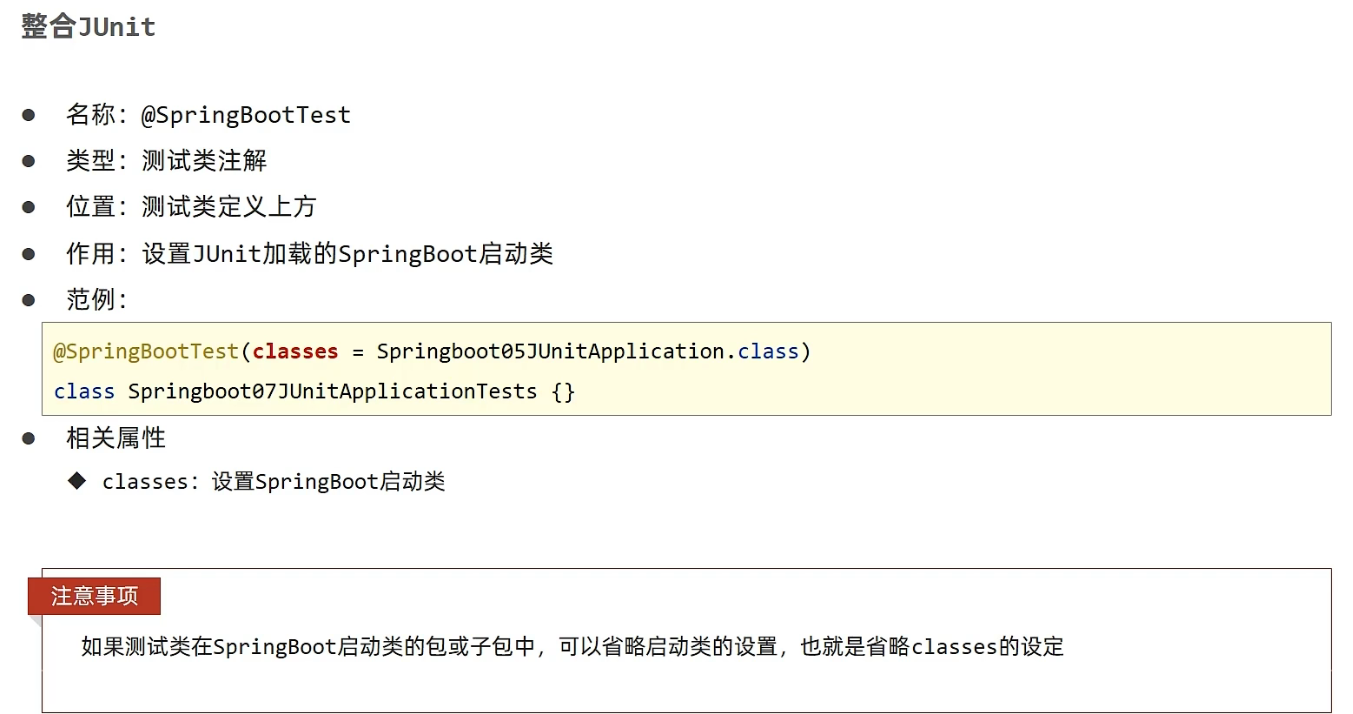 整合JUnit
名称：@SpringBootTest
类型：测试类注解
位置：测试类定义上方
作用：设置JUnit加载的SpringBoot启动类
范例：
@SpringBootTest(classes = Springboot05JUnitApplication.class)
class Springboot07JUnitApplicationTests {}
相关属性
classes：设置SpringBoot启动类
注意事项
如果测试类在SpringBoot启动类的包或子包中，可以省略启动类的设置，也就是省略classes的设定